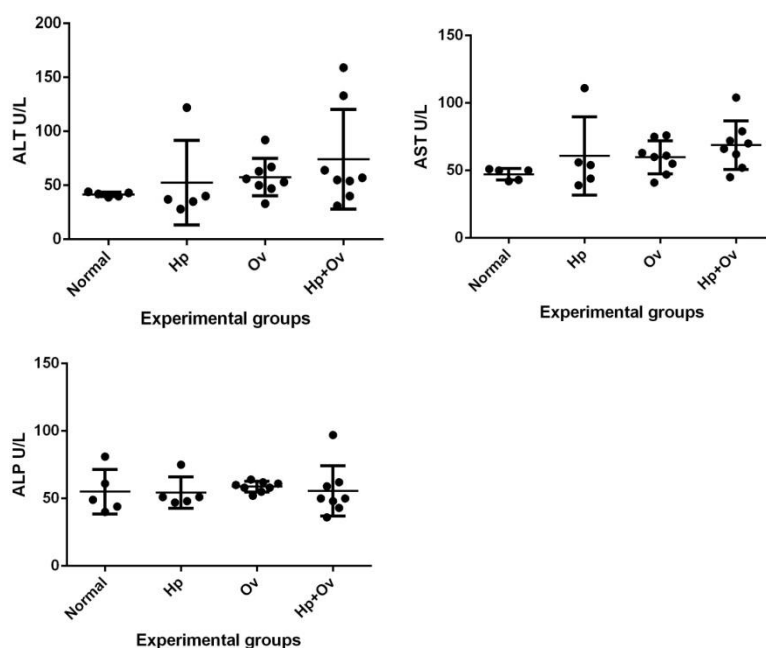 200
150
100
50
0
ALT U/L
Normal
Hp
Ov
Hp+Ov
Experimental groups
150
100
50
0
AST U/L
Normal
Hp
Ov
Hp+Ov
Experimental groups
150
100
50
0
ALP U/L
Normal
Hp
Ov
Hp+Ov
Experimental groups